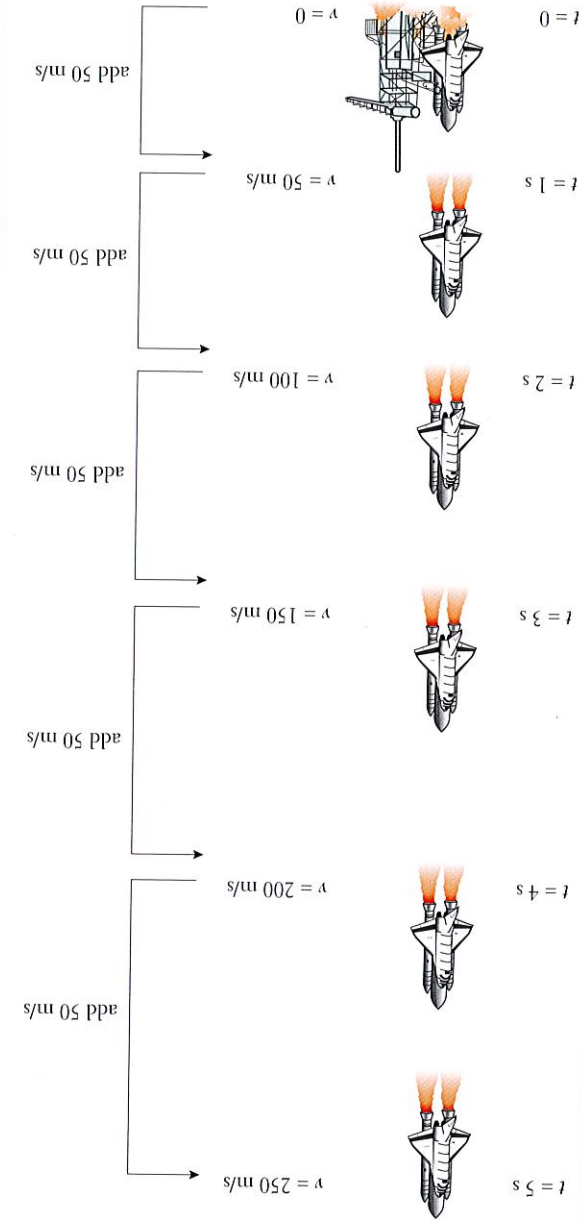 t = 5 s v = 250 m/s
add 50 m/s
t = 4 s v = 200 m/s
add 50 m/s
t = 3 s v = 150 m/s
add 50 m/s
t = 2 s v = 100 m/s
add 50 m/s
t = 1 s v = 50 m/s
add 50 m/s
t = 0 v = 0